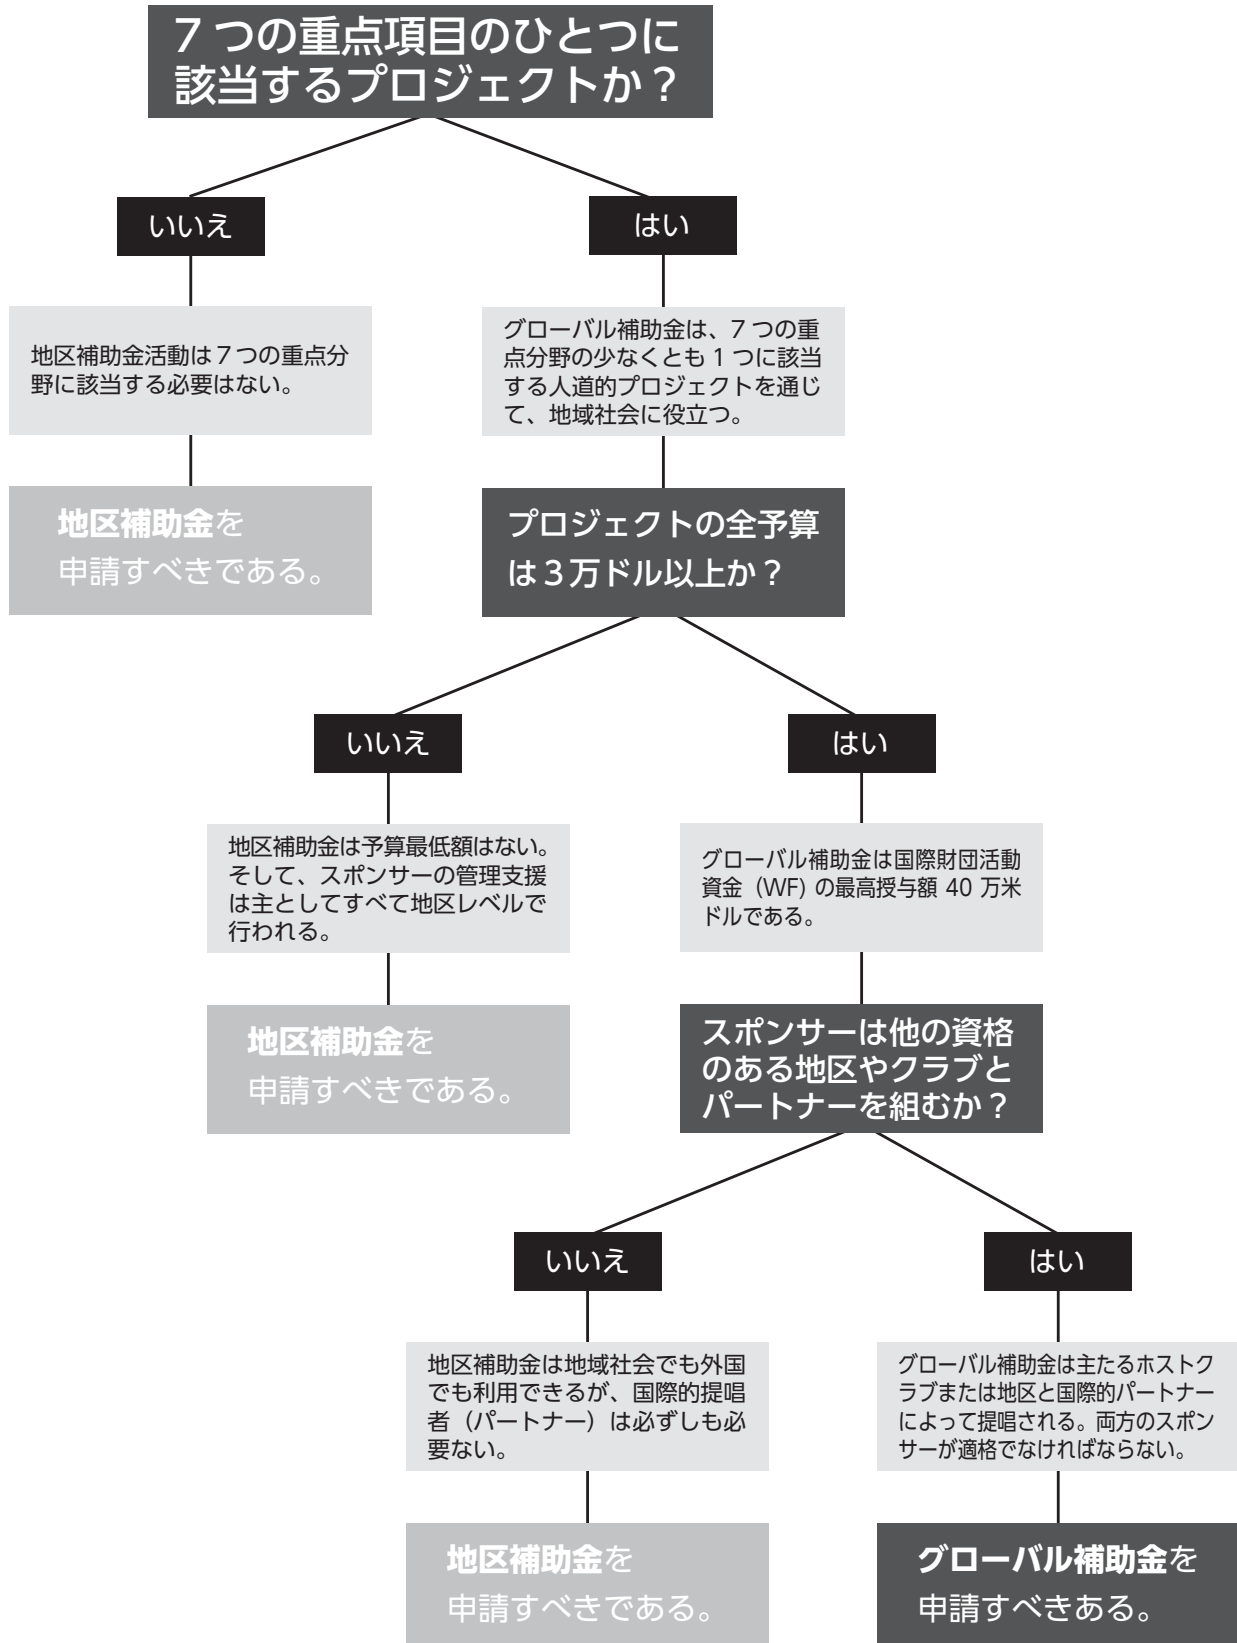 7つの重点項目のひとつに
該当するプロジェクトか？
いいえ
はい
地区補助金活動は7つの重点分
野に該当する必要はない。
グローバル補助金は、7つの重
点分野の少なくとも1つに該当
する人道的プロジェクトを通じ
て、地域社会に役立つ。
地区補助金を
申請すべきである。
プロジェクトの全予算
は3万ドル以上か？
いいえ
はい
地区補助金は予算最低額はない。
そして、スポンサーの管理支援
は主としてすべて地区レベルで
行われる。
グローバル補助金は国際財団活動
資金（WF) の最高授与額 40 万米
ドルである。
地区補助金を
申請すべきである。
スポンサーは他の資格
のある地区やクラブと
パートナーを組むか？
いいえ
はい
地区補助金は地域社会でも外国
でも利用できるが、国際的提唱
者（パートナー）は必ずしも必
要ない。
グローバル補助金は主たるホストク
ラブまたは地区と国際的パートナー
によって提唱される。両方のスポン
サーが適格でなければならない。
地区補助金を
申請すべきである。
グローバル補助金を
申請すべきある。